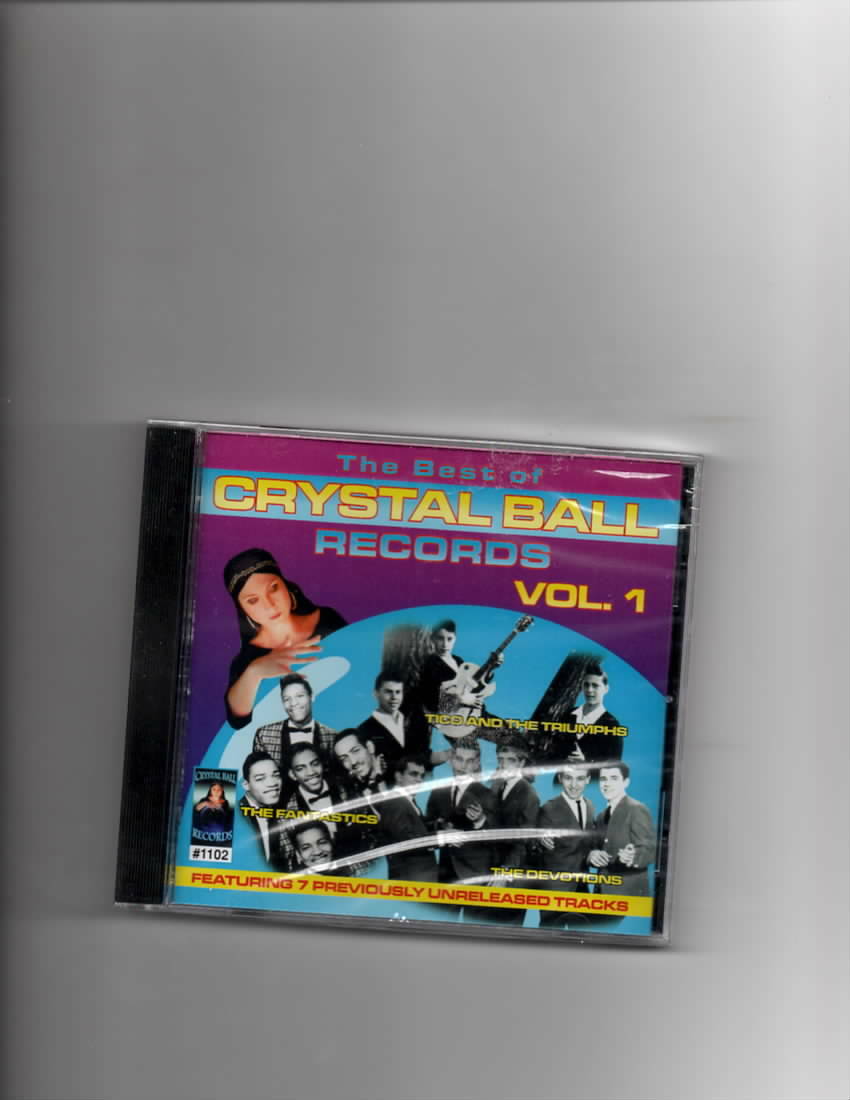 The Best of
CRYSTAL BALL
RECORDS
VOL. 1
TICO AND THE TRIUMPHS
CRYSTAL BALL
RECORDS
#1102
THE FANTASTICS
THE DEVOTIONS
FEATURING 7 PREVIOUSLY UNRELEASED TRACKS